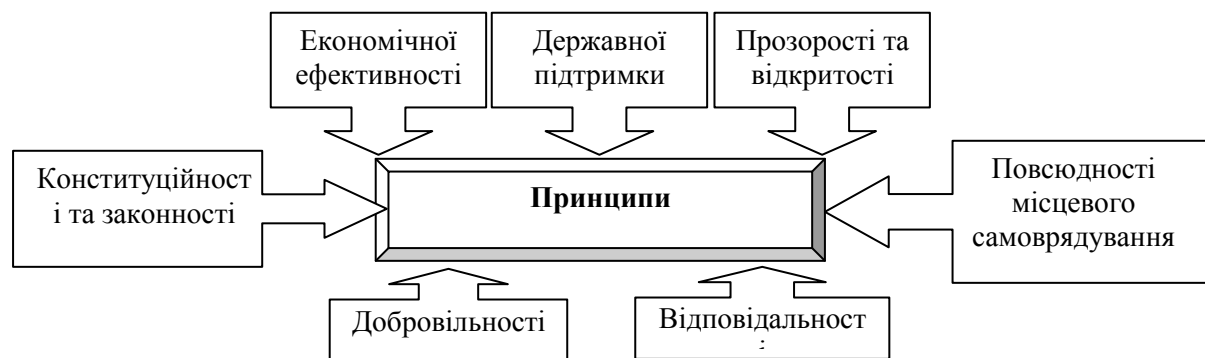 Економічної
ефективності
Державної
підтримки
Прозорості та
відкритості
Конституційност
і та законності
Принципи
Повсюдності
місцевого
самоврядування
Добровільності
Відповідальност
і